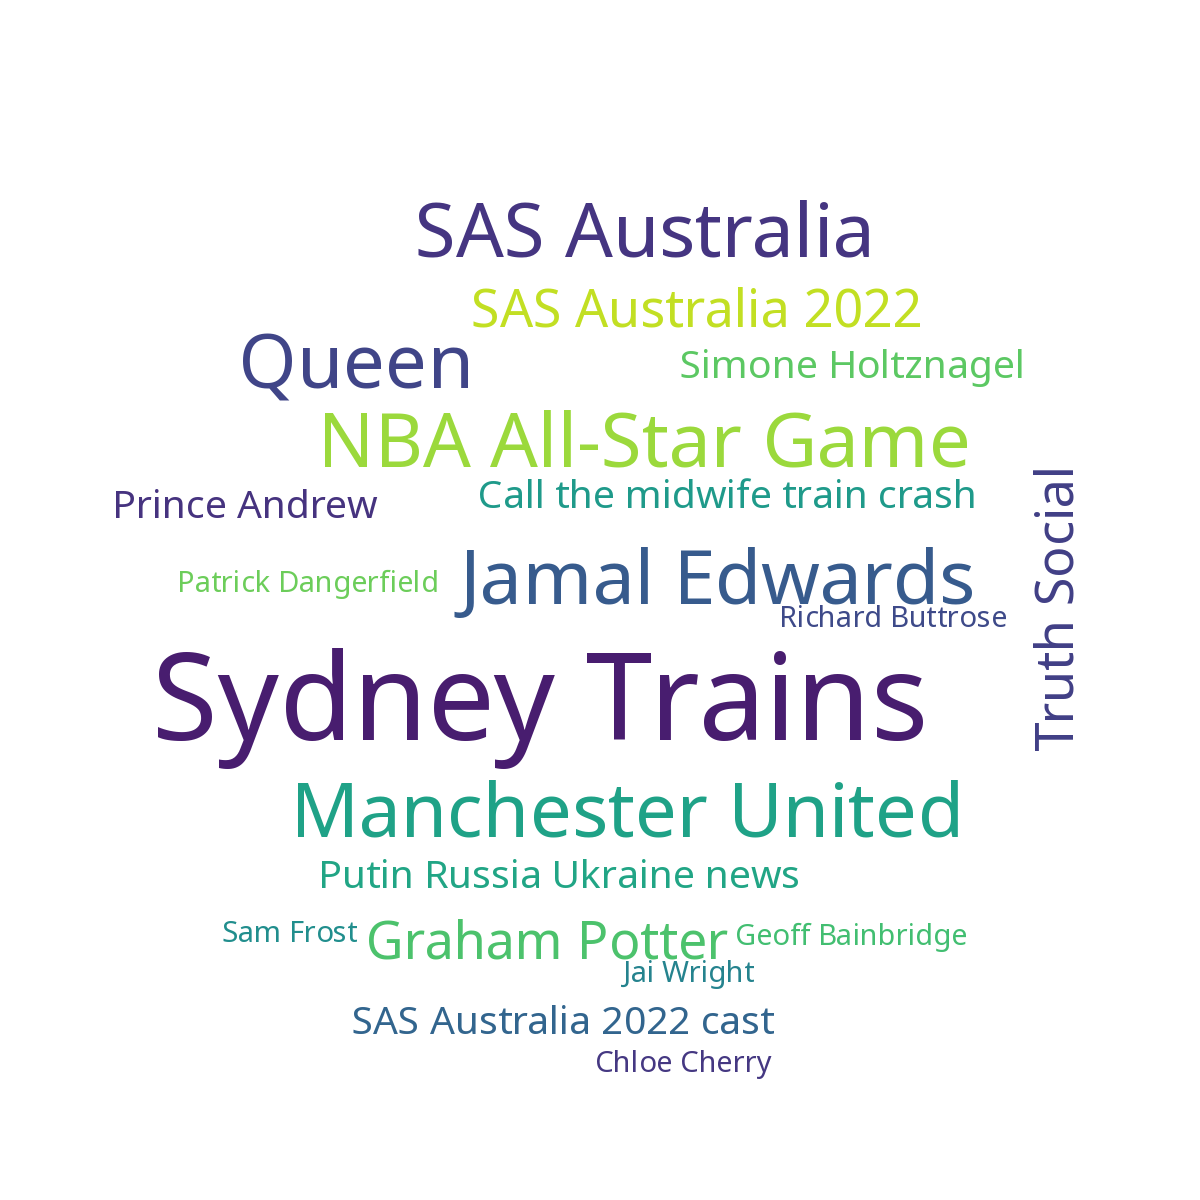 SAS Australia
SAS Australia 2022
Queen
Simone Holtznagel
NBA All-Star Game
Prince Andrew
Call the midwife train crash
Truth Social
Patrick Dangerfield
Jamal Edwards
Richard Buttrose
Sydney Trains
Manchester United
Putin Russia Ukraine news
Sam Frost
Graham Potter
Geoff Bainbridge
Jai Wright
SAS Australia 2022 cast
Chloe Cherry